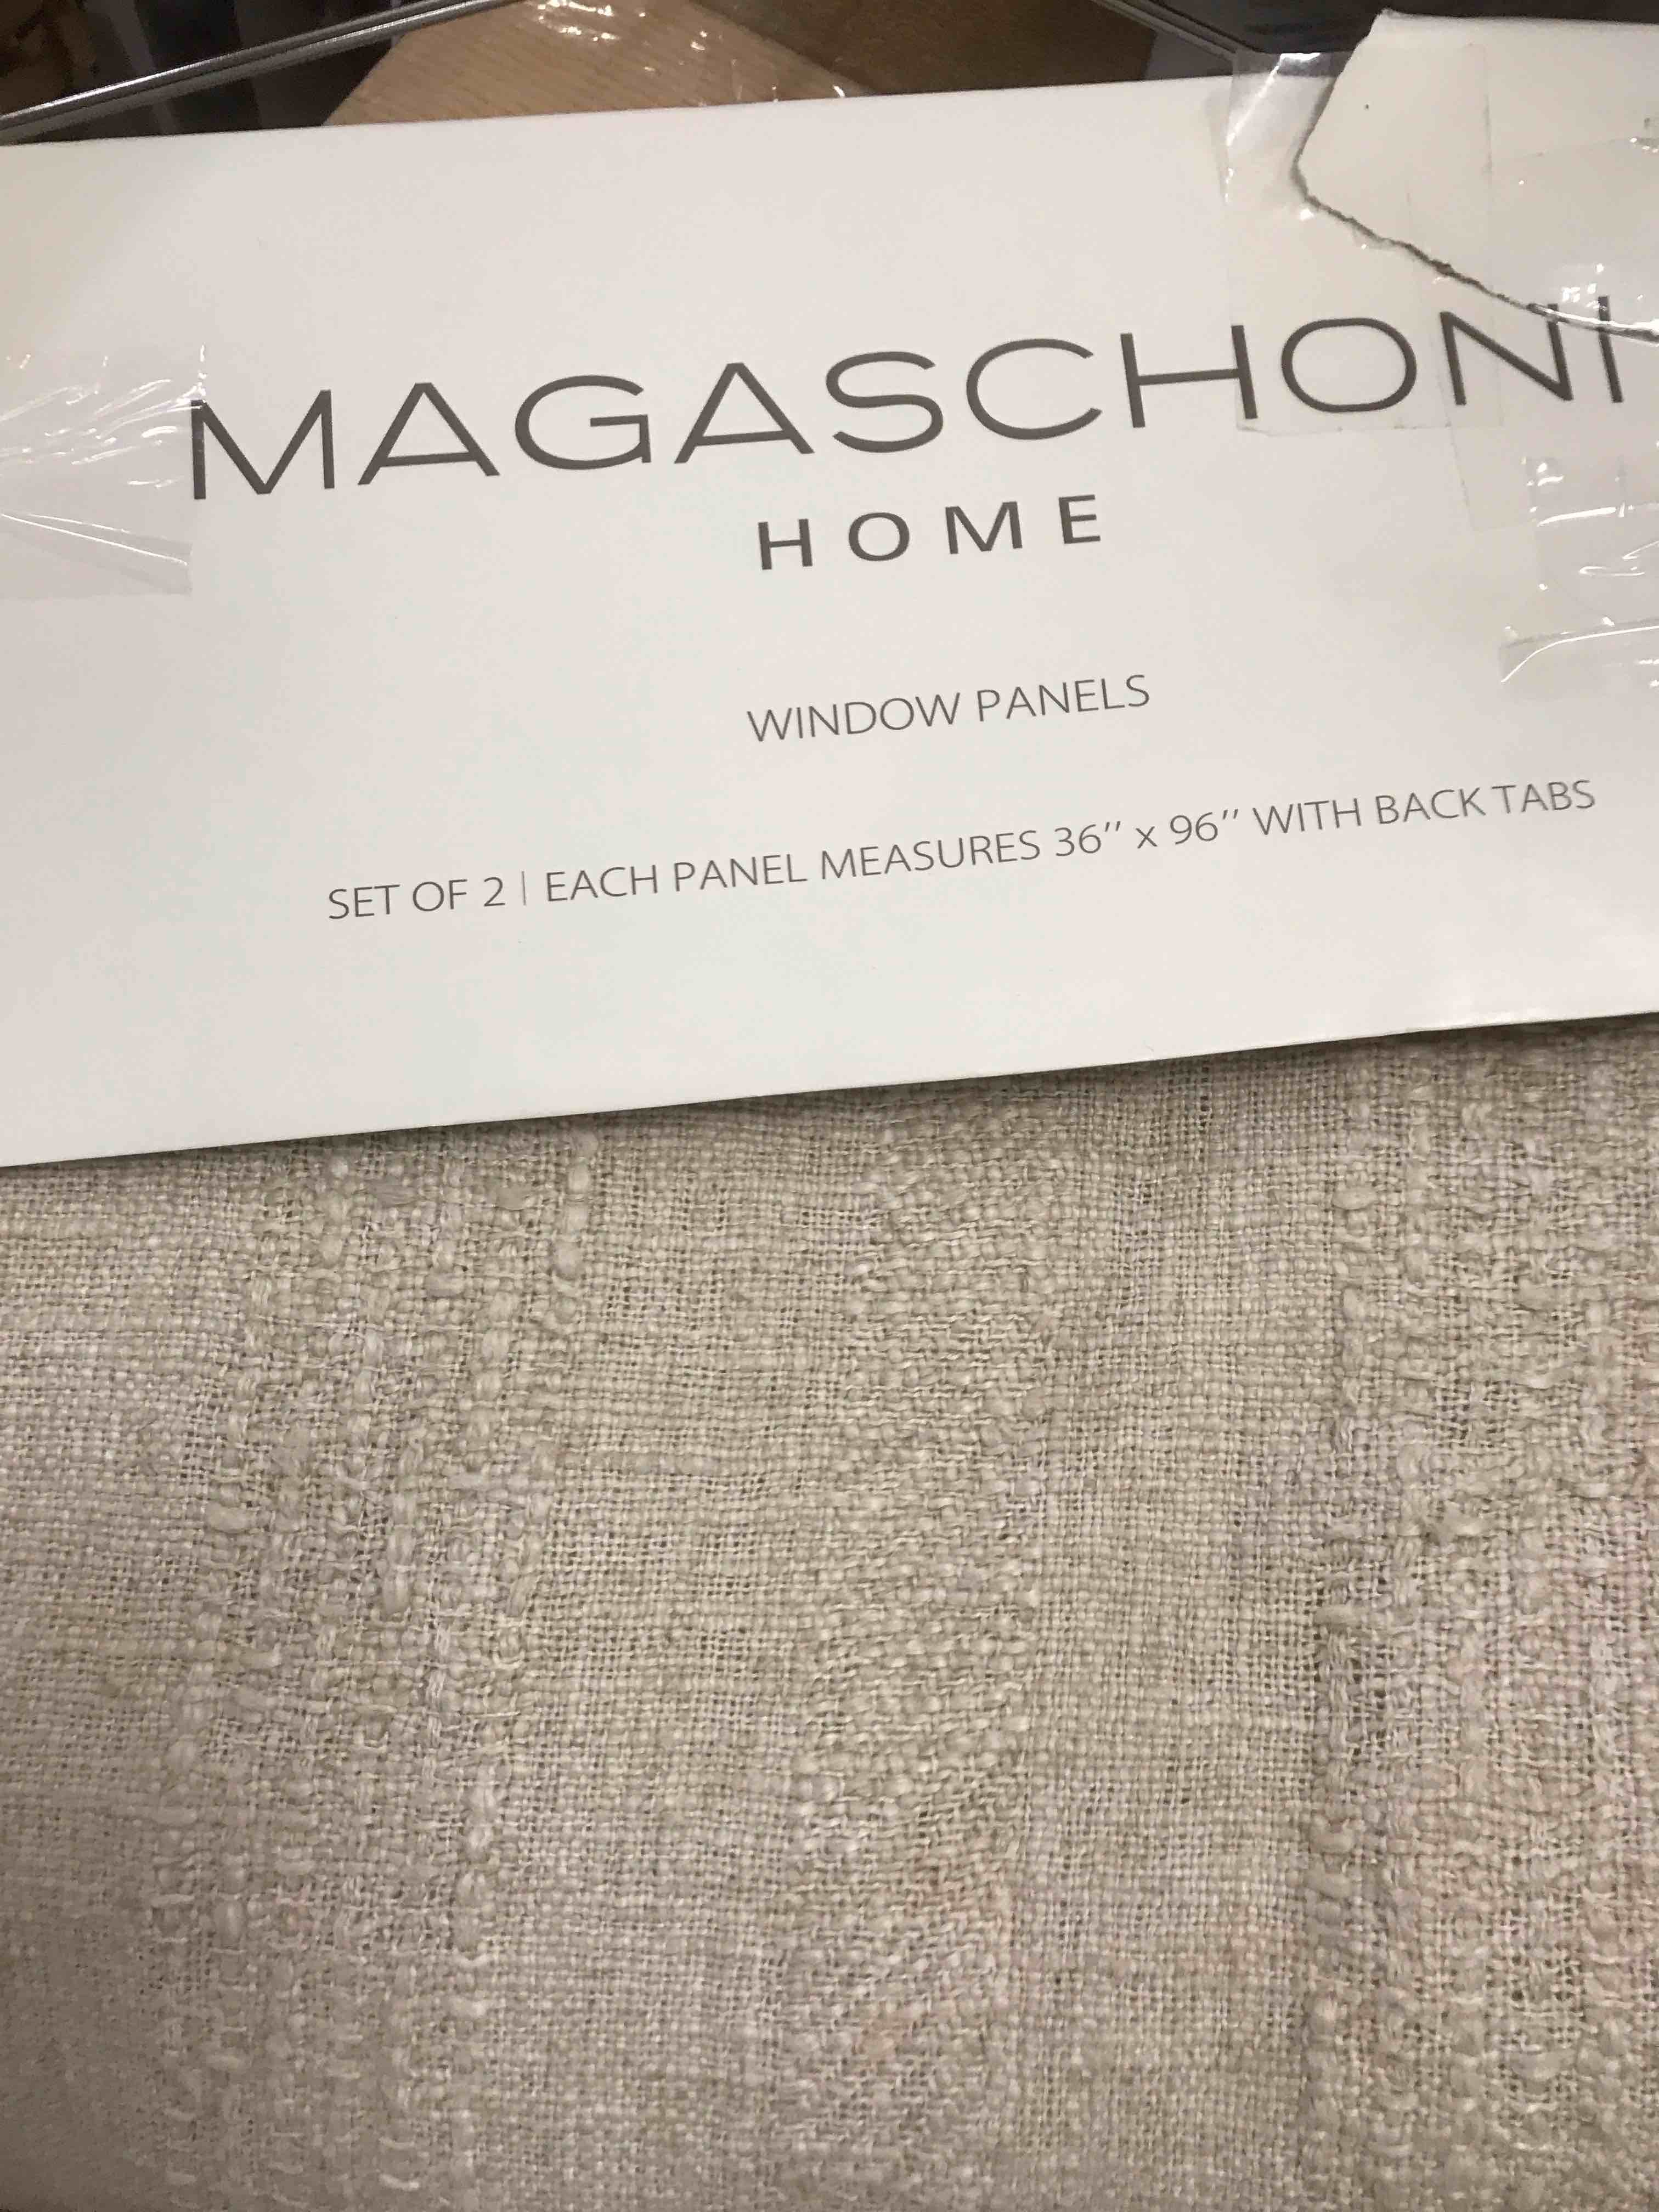 MAGASCHONI
HOME
WINDOW PANELS
SET OF 2 | EACH PANEL MEASURES 36" x 96" WITH BACK TABS